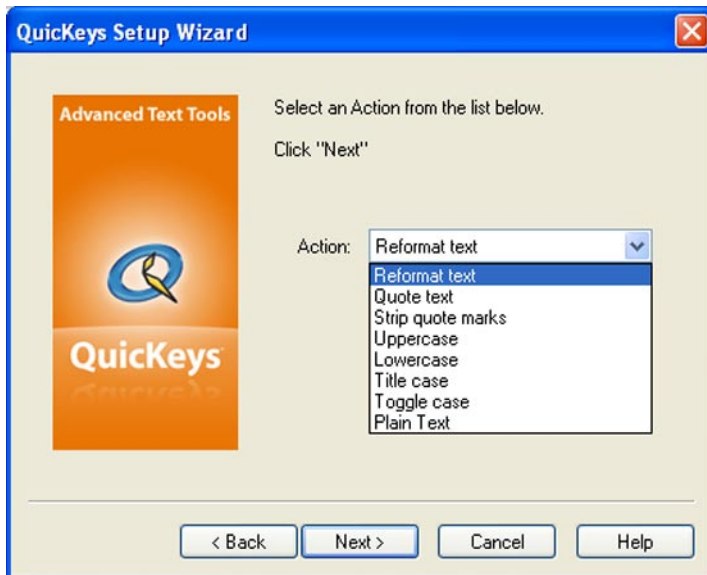 QuicKeys Setup Wizard
Advanced Text Tools
QuicKeys
Select an Action from the list below.
Click "Next"
Action: Reformat text
Reformat text
Quote text
Strip quote marks
Uppercase
Lowercase
Title case
Toggle case
Plain Text
< Back Next > Cancel Help